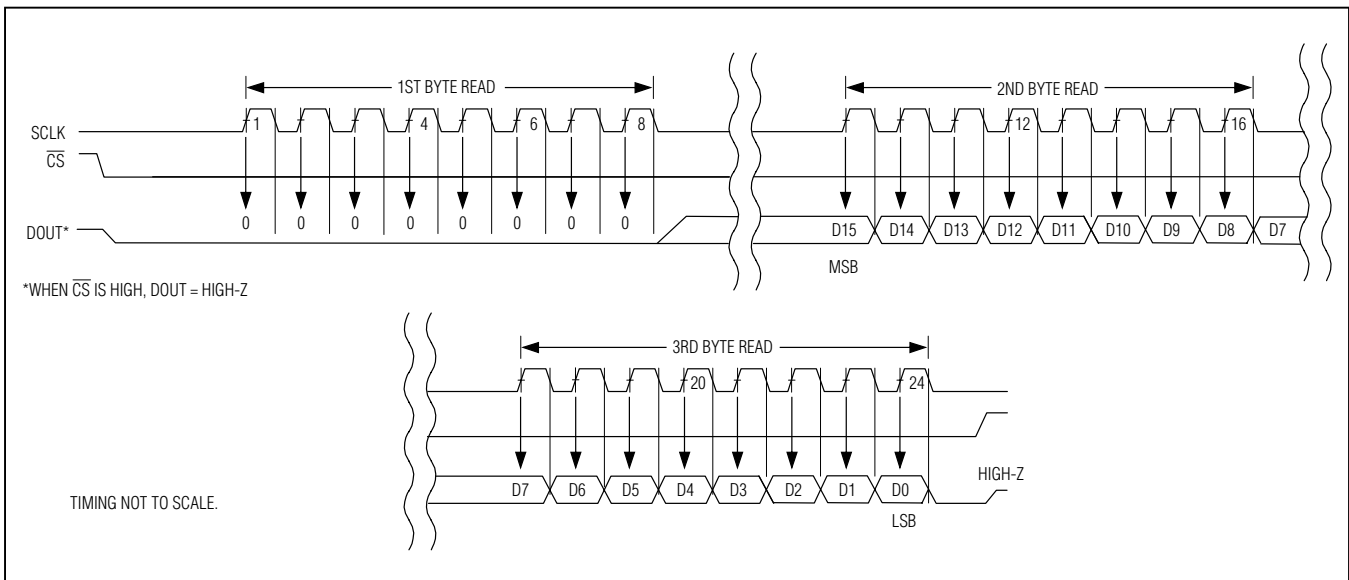 1ST BYTE READ
2ND BYTE READ
SCLK 1 4 6 8 12 16
CS
0 0 0 0 0 0 0 0
DOUT* D15 D14 D13 D12 D11 D10 D9 D8 D7
MSB
*WHEN CS IS HIGH, DOUT = HIGH-Z
3RD BYTE READ
20 24
HIGH-Z
D7 D6 D5 D4 D3 D2 D1 D0
TIMING NOT TO SCALE.
LSB